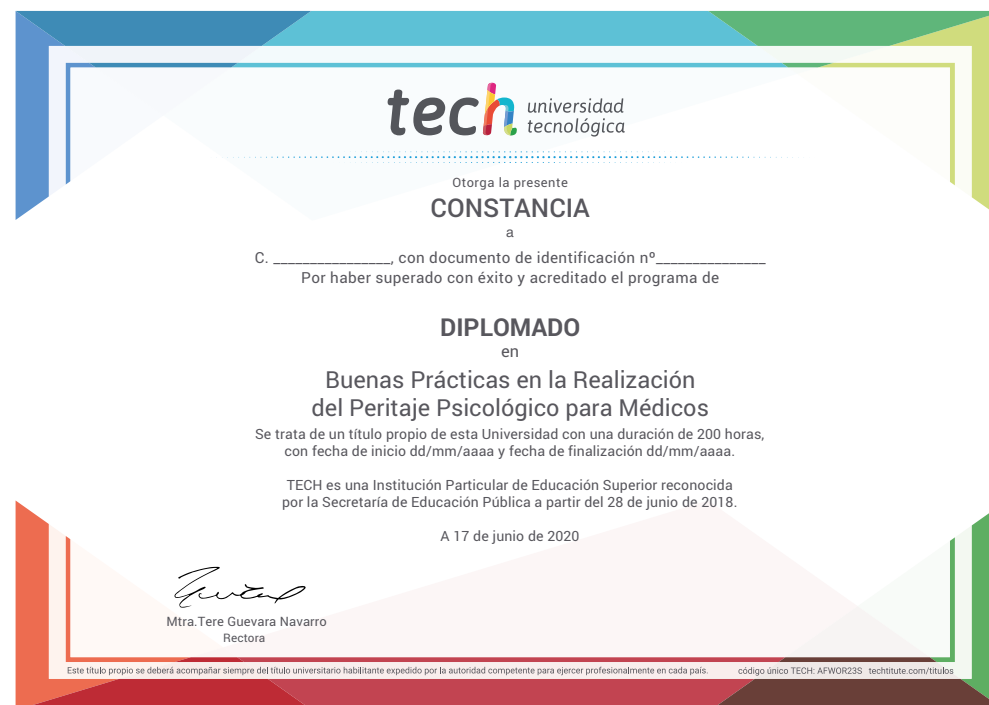 tech universidad
tecnológica
Otorga la presente
CONSTANCIA
a
C. ________________, con documento de identificación nº_______________
Por haber superado con éxito y acreditado el programa de
DIPLOMADO
en
Buenas Prácticas en la Realización
del Peritaje Psicológico para Médicos
Se trata de un título propio de esta Universidad con una duración de 200 horas,
con fecha de inicio dd/mm/aaaa y fecha de finalización dd/mm/aaaa.
TECH es una Institución Particular de Educación Superior reconocida
por la Secretaría de Educación Pública a partir del 28 de junio de 2018.
A 17 de junio de 2020
Mtra.Tere Guevara Navarro
Rectora
Este título propio se deberá acompañar siempre del título universitario habilitante expedido por la autoridad competente para ejercer profesionalmente en cada país. código único TECH: AFWOR23S techtitute.com/titulos